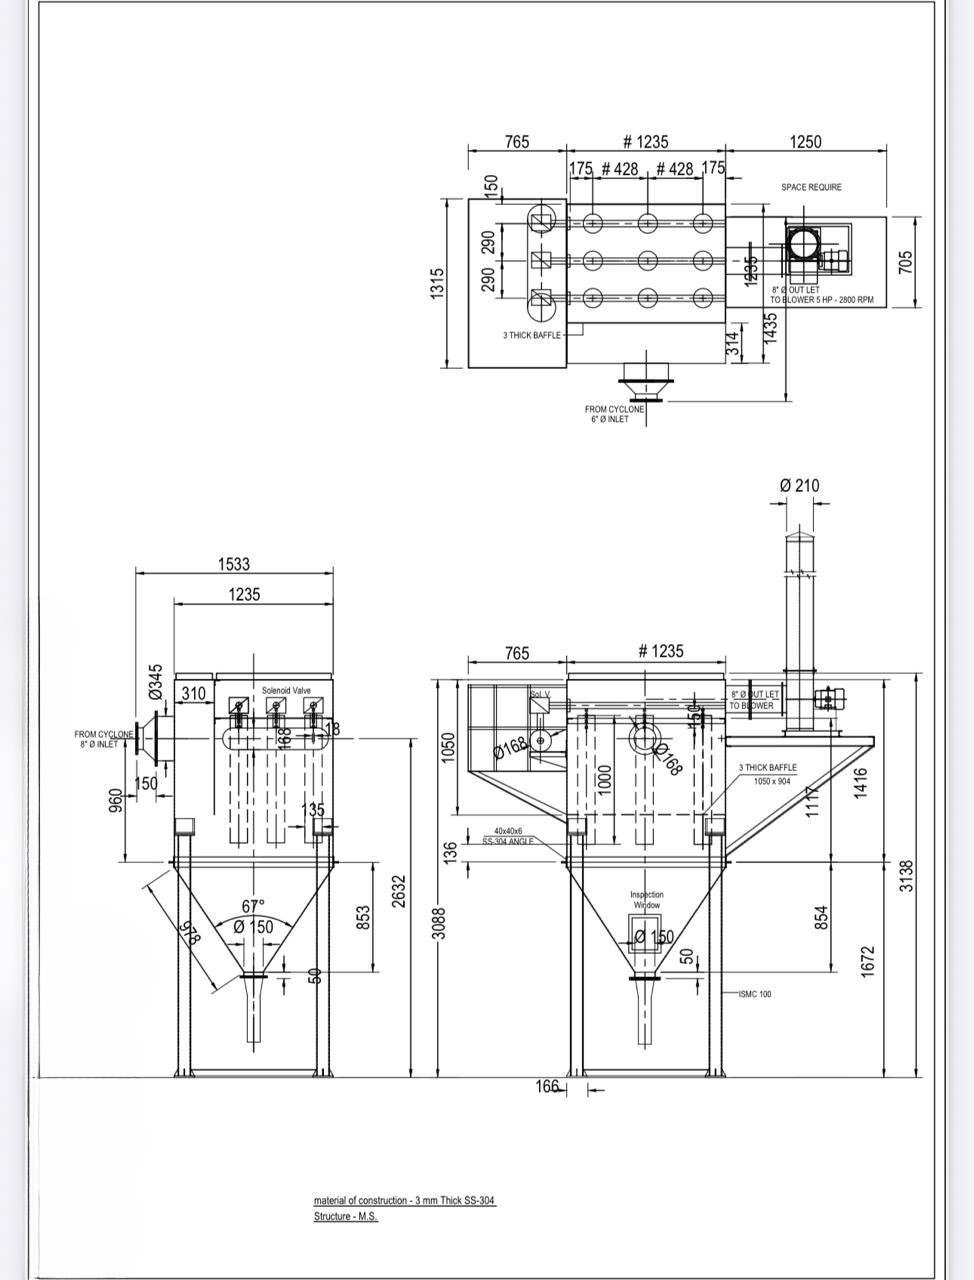 765
# 1235
1250
175
# 428
# 428
175
150
SPACE REQUIRE
290
290
1315
1235
705
8" Ø OUT LET
TO BLOWER 5 HP - 2800 RPM
3 THICK BAFFLE
314
1435
FROM CYCLONE
6" Ø INLET
Ø 210
1533
1235
Ø345
310
Solenoid Valve
FROM CYCLONE
8" Ø INLET
168
18
150
960
135
67°
Ø 150
978
853
50
2632
765
# 1235
Sol.V.
8" Ø OUT LET
TO BLOWER
150
1050
Ø168
Ø168
1000
3 THICK BAFFLE
1050 x 904
1117
1416
40x40x6
SS-304 ANGLE
136
3138
Inspection
Window
3088
Ø 150
854
50
1672
ISMC 100
166
material of construction - 3 mm Thick SS-304
Structure - M.S.